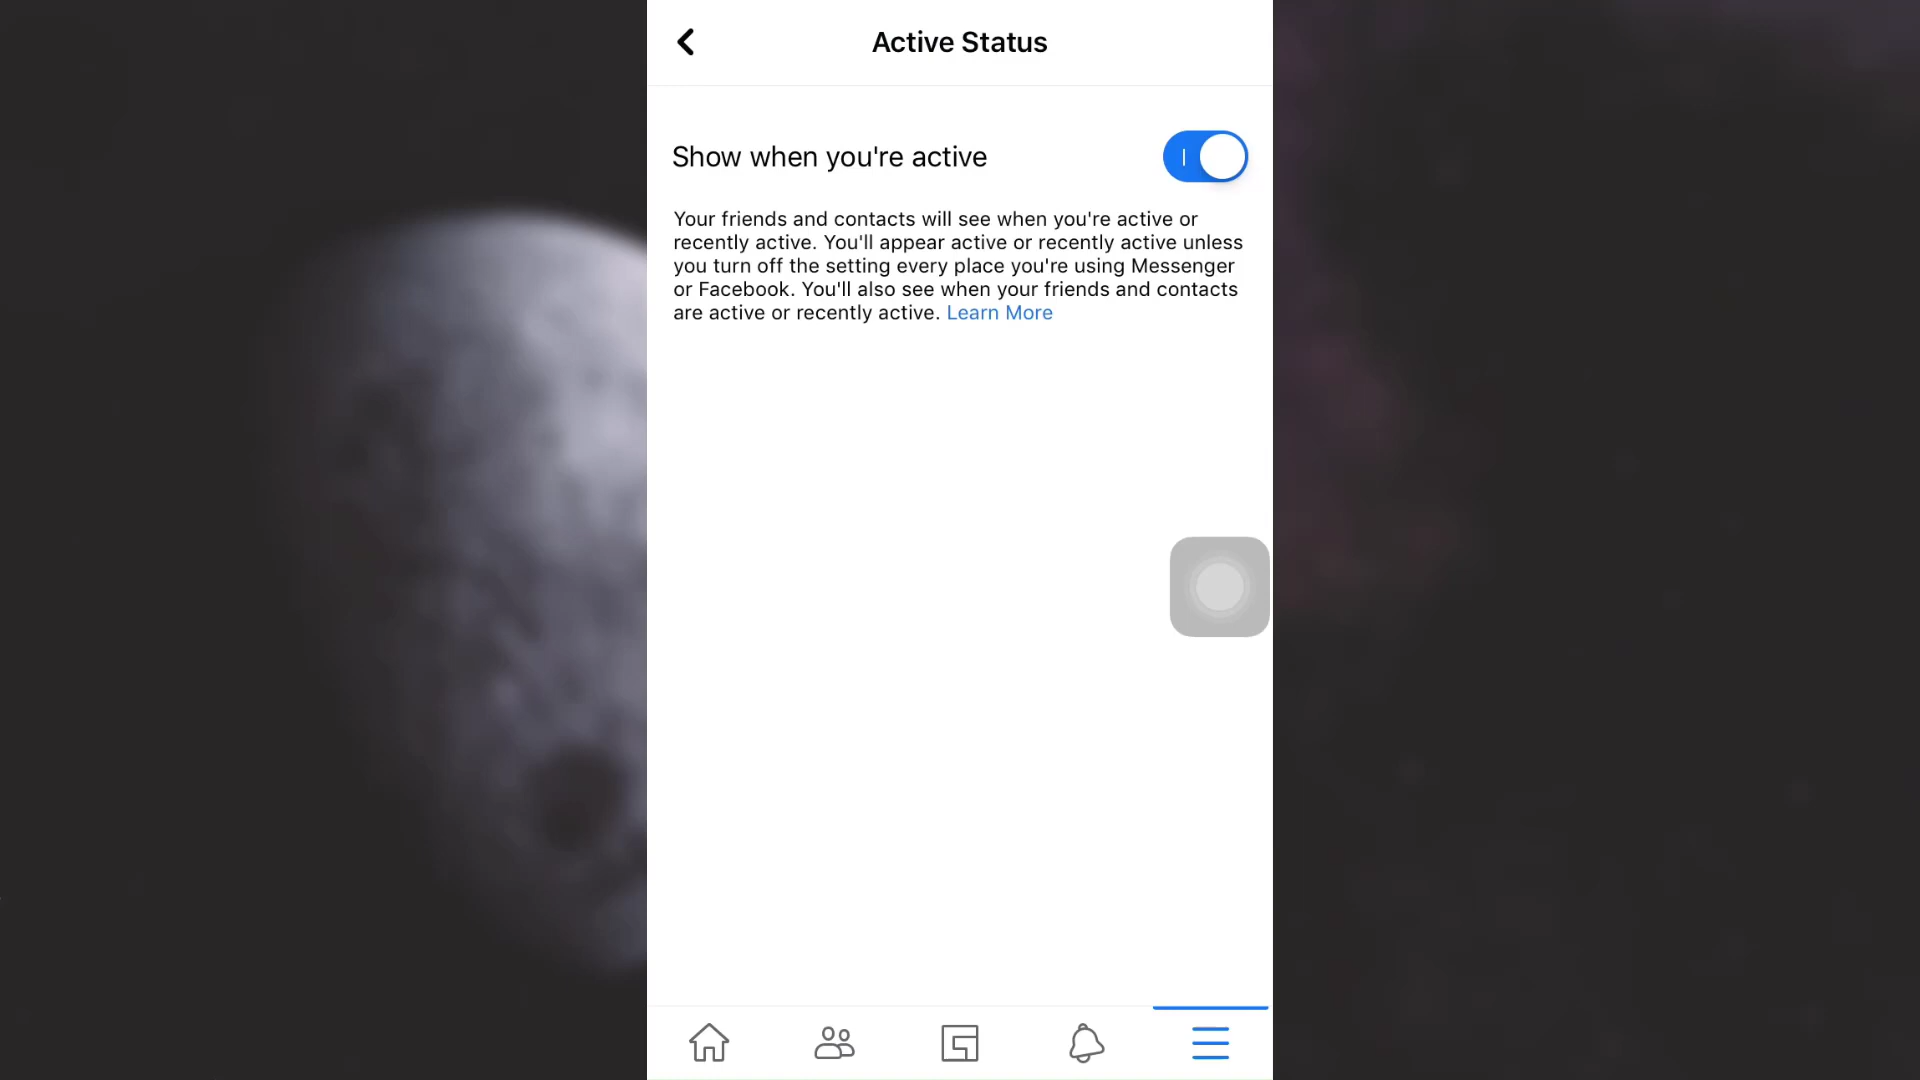 Active Status
Show when you're active
Your friends and contacts will see when you're active or
recently active. You'll appear active or recently active unless
you turn off the setting every place you're using Messenger
or Facebook. You'll also see when your friends and contacts
are active or recently active. Learn More